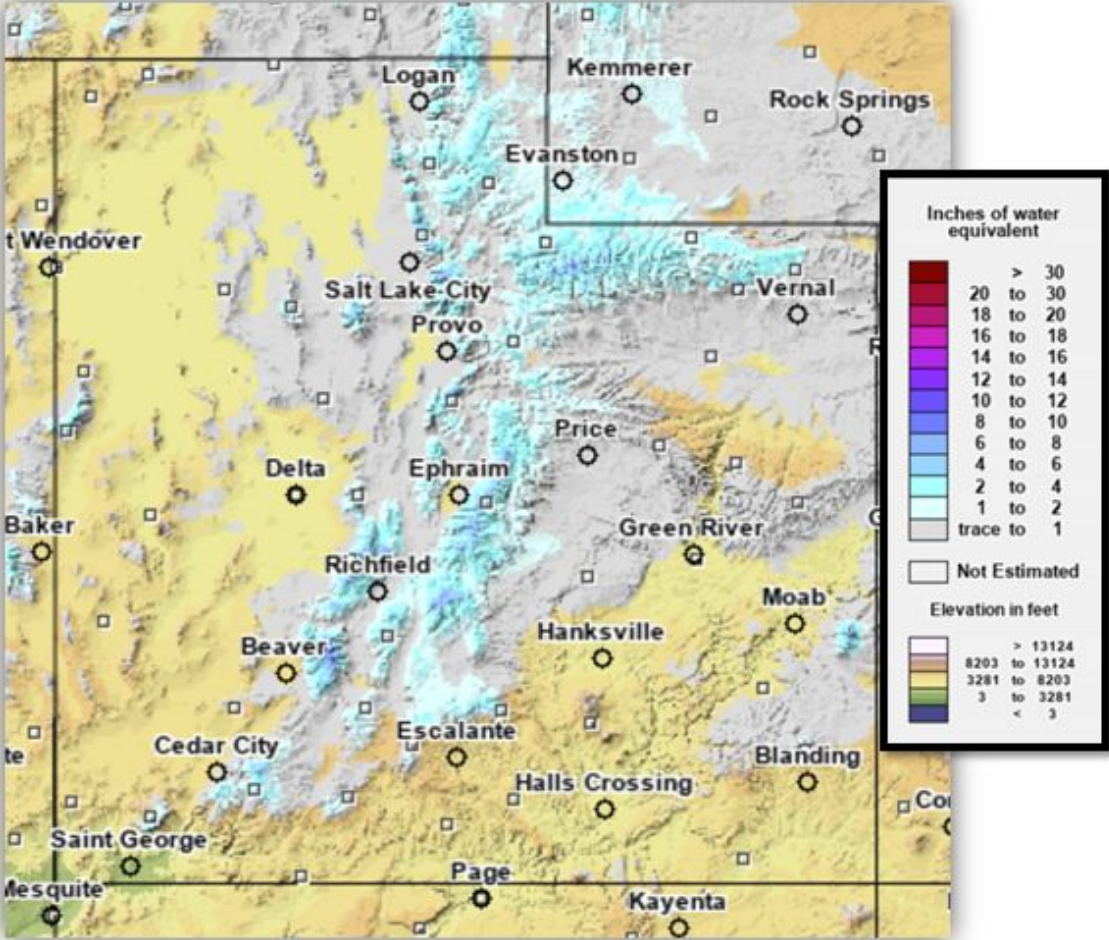 Logan
Kemmerer
Rock Springs
Evanston
t Wendover
Salt Lake City
Vernal
Provo
Price
Delta
Ephraim
Baker
Green River
Richfield
Moab
Hanksville
Beaver
Escalante
te
Cedar City
Blanding
Halls Crossing
Co
Saint George
Page
Mesquite
Kayenta
Inches of water
equivalent
> 30
20 to 30
18 to 20
16 to 18
14 to 16
12 to 14
10 to 12
8 to 10
6 to 8
4 to 6
2 to 4
1 to 2
trace to 1
Not Estimated
Elevation in feet
> 13124
8203 to 13124
3281 to 8203
3 to 3281
< 3